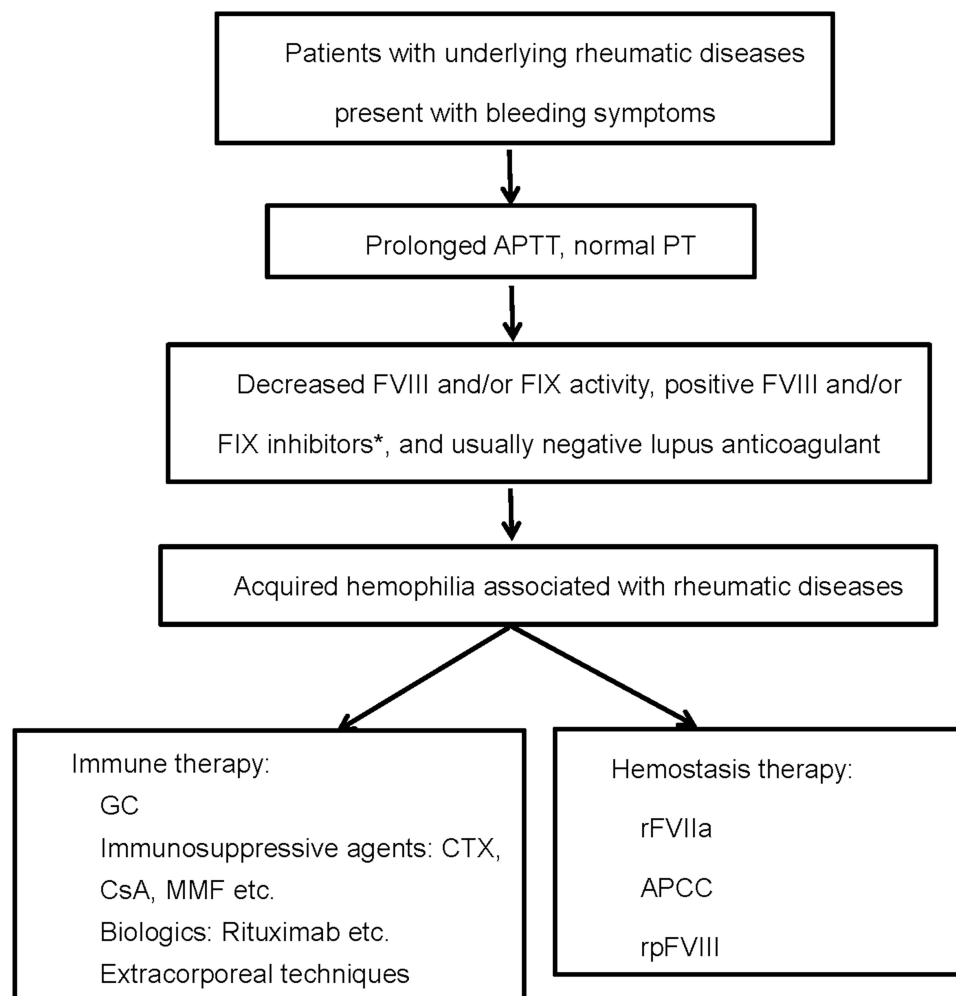 Patients with underlying rheumatic diseases
present with bleeding symptoms
Prolonged APTT, normal PT
Decreased FVIII and/or FIX activity, positive FVIII and/or
FIX inhibitors*, and usually negative lupus anticoagulant
Acquired hemophilia associated with rheumatic diseases
Immune therapy:
GC
Immunosuppressive agents: CTX,
CsA, MMF etc.
Biologics: Rituximab etc.
Extracorporeal techniques
Hemostasis therapy:
rFVIIa
APCC
rpFVIII